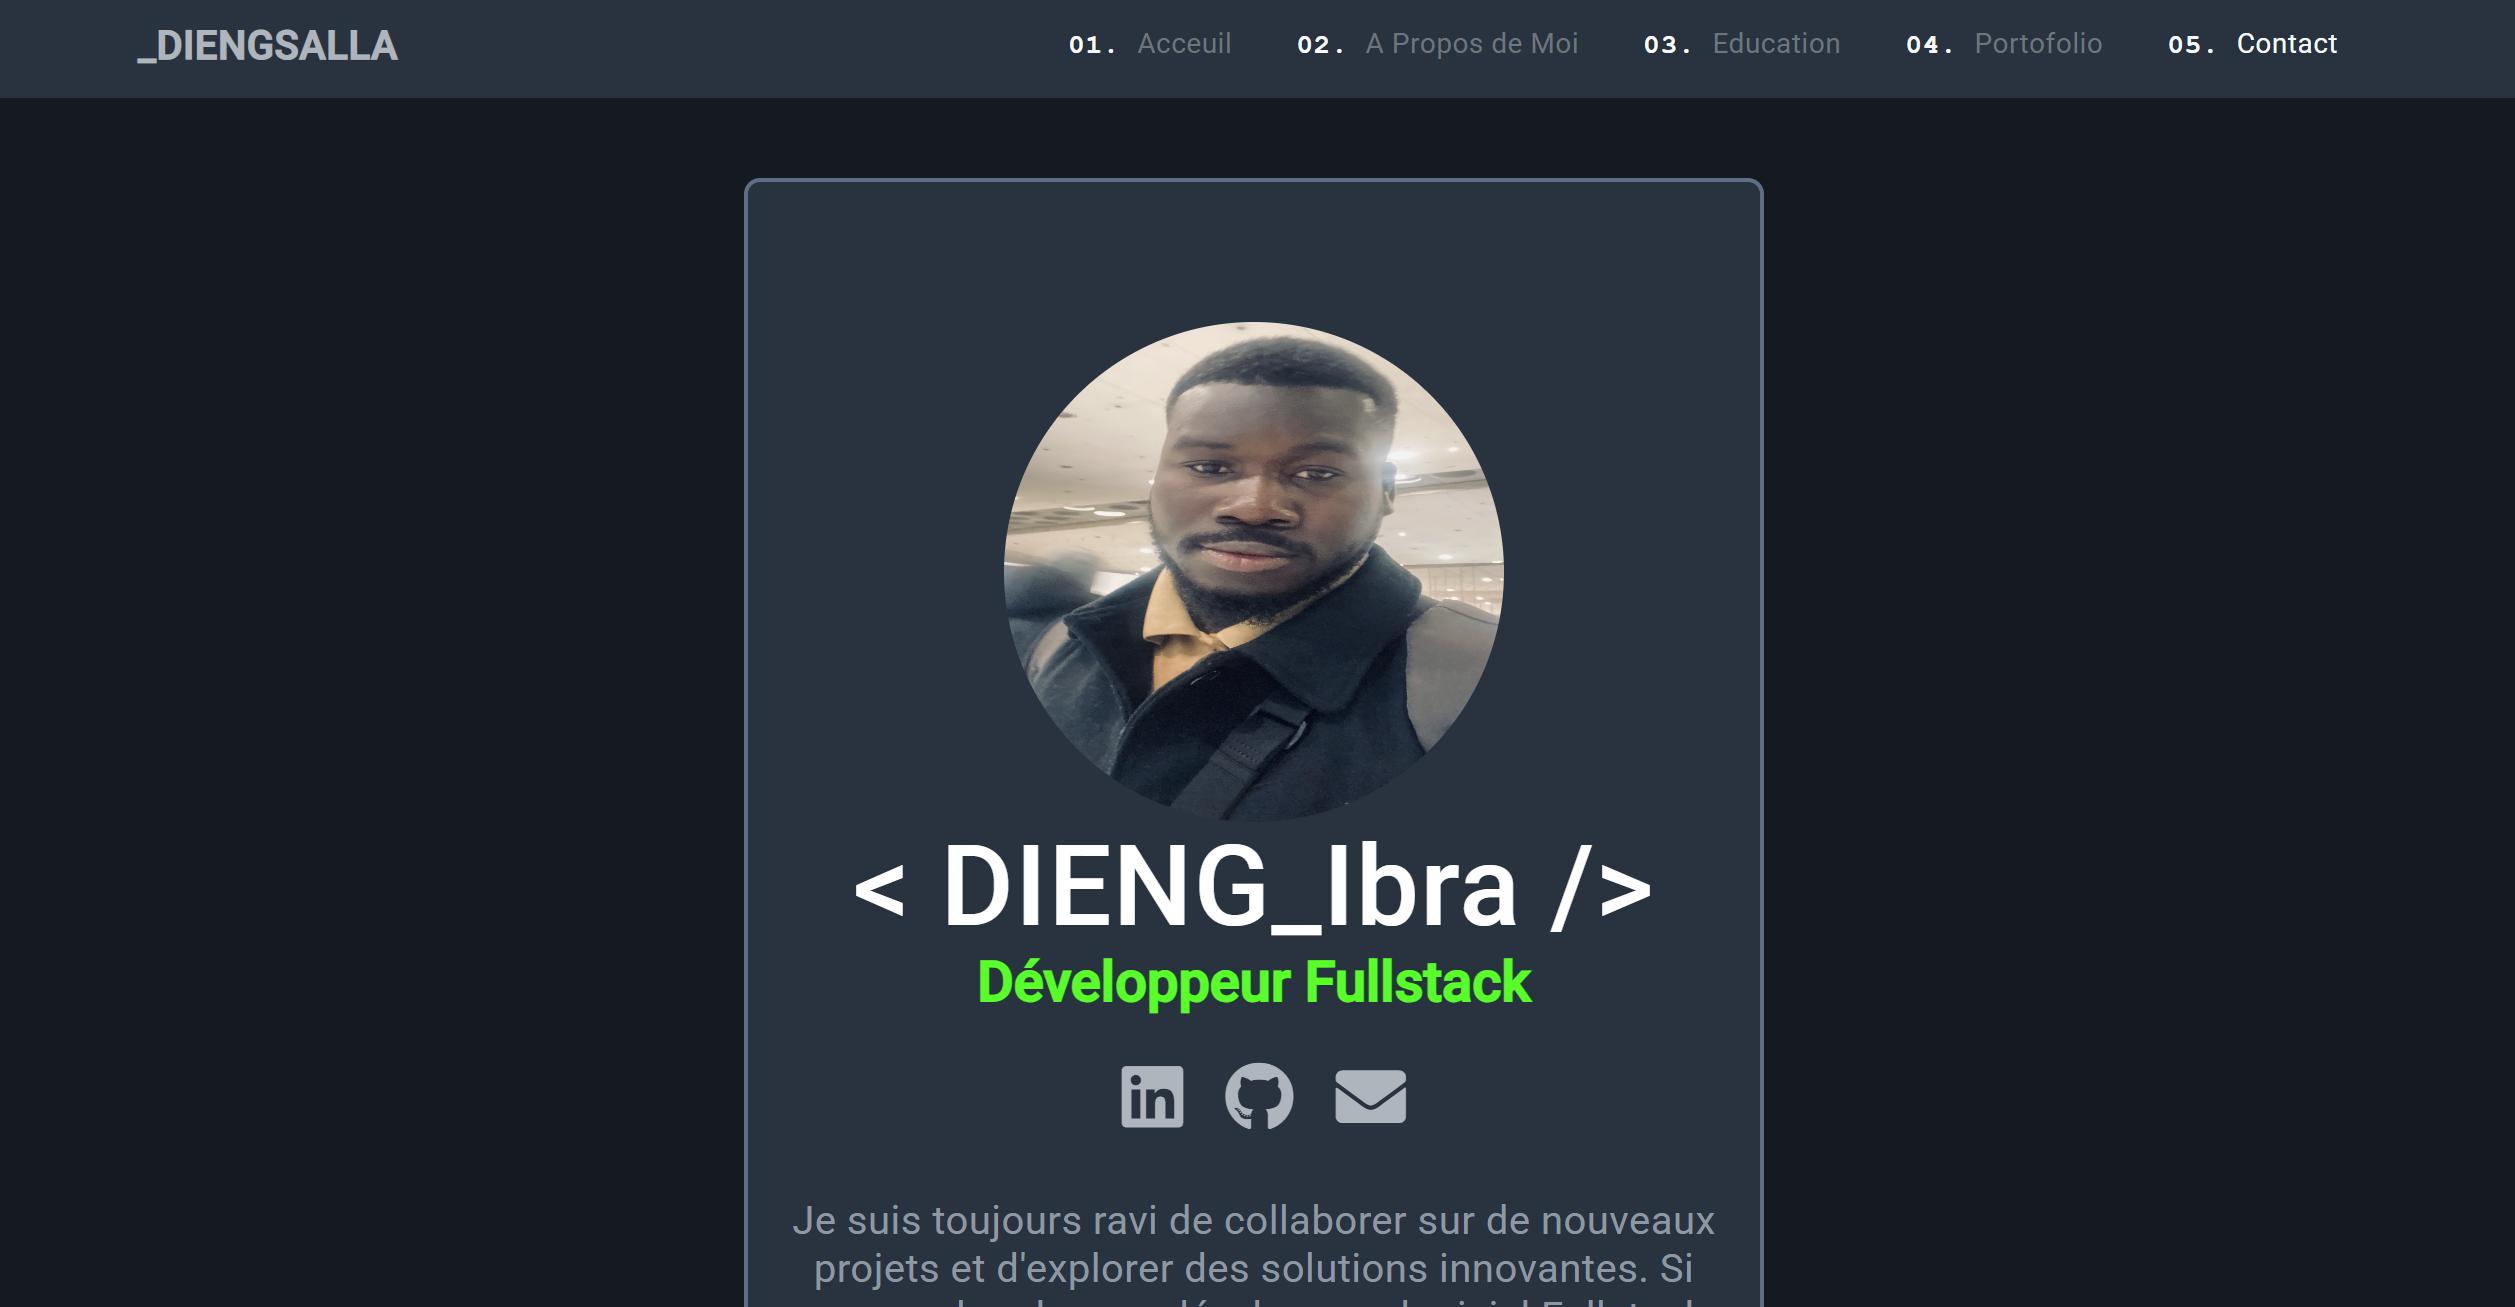 _DIENGSALLA
01. Acceuil 02. A Propos de Moi 03. Education 04. Portofolio 05. Contact
< DIENG_Ibra />
Développeur Fullstack
in
Je suis toujours ravi de collaborer sur de nouveaux
projets et d'explorer des solutions innovantes. Si